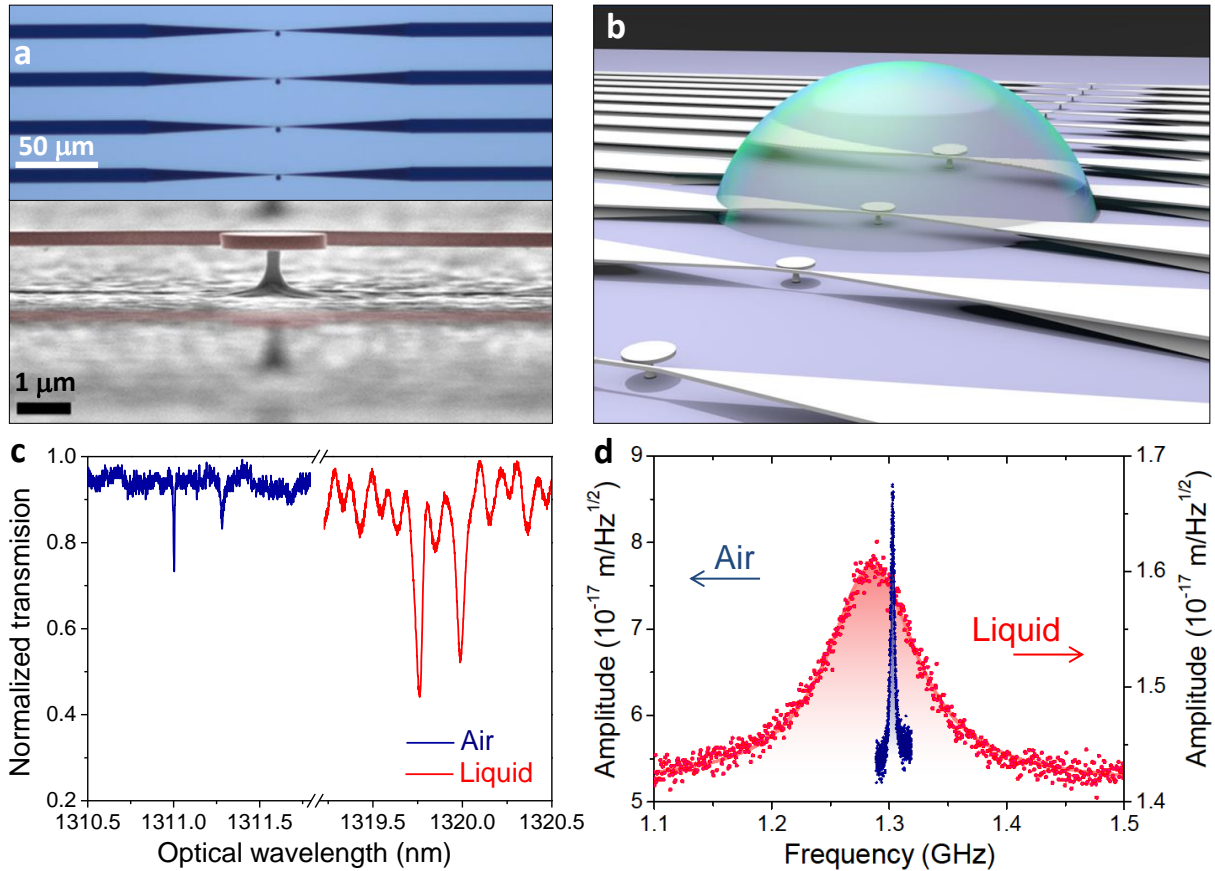 a
50 μm
1 μm
b
c
Normalized transmision
1.0
0.8
0.6
0.4
0.2
Air
Liquid
1310.5 1311.0 1311.5 1319.5 1320.0 1320.5
Optical wavelength (nm)
d
Amplitude (10⁻¹⁷ m/Hz¹ᐟ²)
9
8
7
6
5
Air
Liquid
1.7
1.6
1.5
1.4
Amplitude (10⁻¹⁷ m/Hz¹ᐟ²)
1.1 1.2 1.3 1.4 1.5
Frequency (GHz)